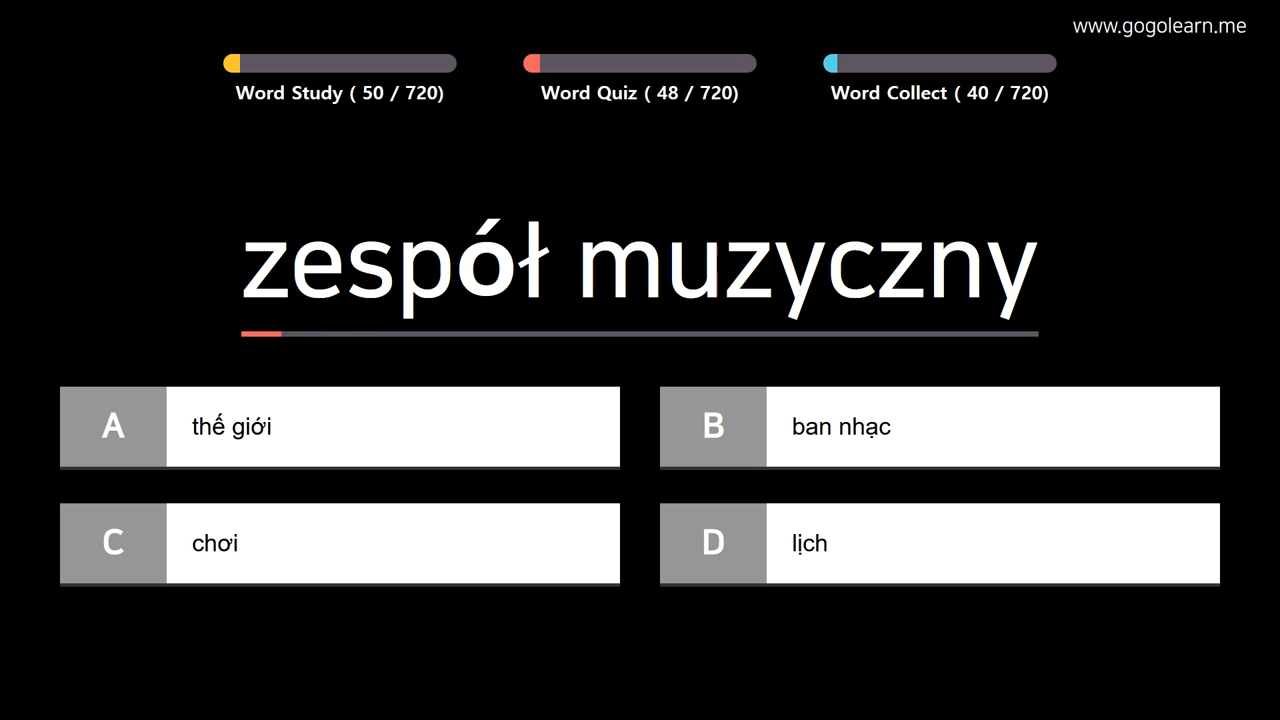 www.gogolearn.me
Word Study ( 50 / 720)
Word Quiz ( 48 / 720)
Word Collect ( 40 / 720)
zespół muzyczny
A
thế giới
B
ban nhạc
C
chơi
D
lịch